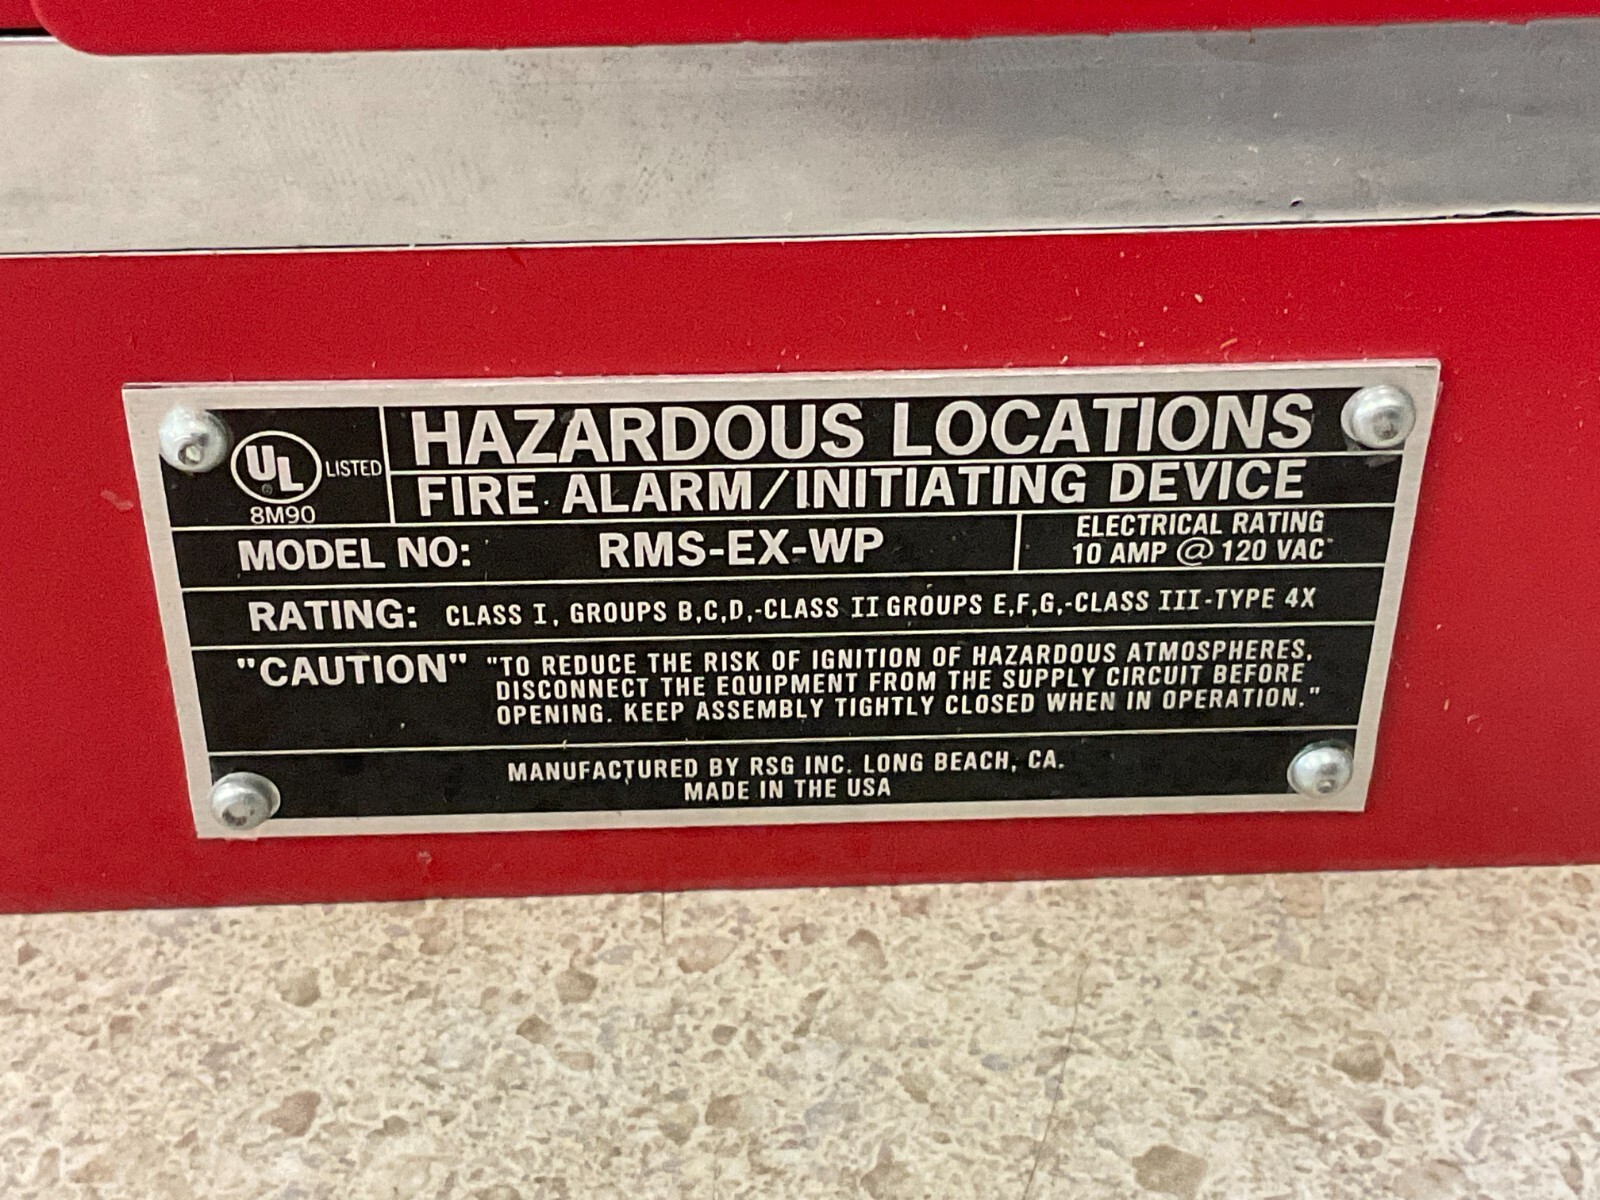 UL LISTED
8M90
HAZARDOUS LOCATIONS
FIRE ALARM/INITIATING DEVICE
MODEL NO: RMS-EX-WP
ELECTRICAL RATING
10 AMP @ 120 VAC
RATING: CLASS I, GROUPS B,C,D,-CLASS II GROUPS E,F,G,-CLASS III-TYPE 4X
"CAUTION" "TO REDUCE THE RISK OF IGNITION OF HAZARDOUS ATMOSPHERES,
DISCONNECT THE EQUIPMENT FROM THE SUPPLY CIRCUIT BEFORE
OPENING. KEEP ASSEMBLY TIGHTLY CLOSED WHEN IN OPERATION."
MANUFACTURED BY RSG INC. LONG BEACH, CA.
MADE IN THE USA